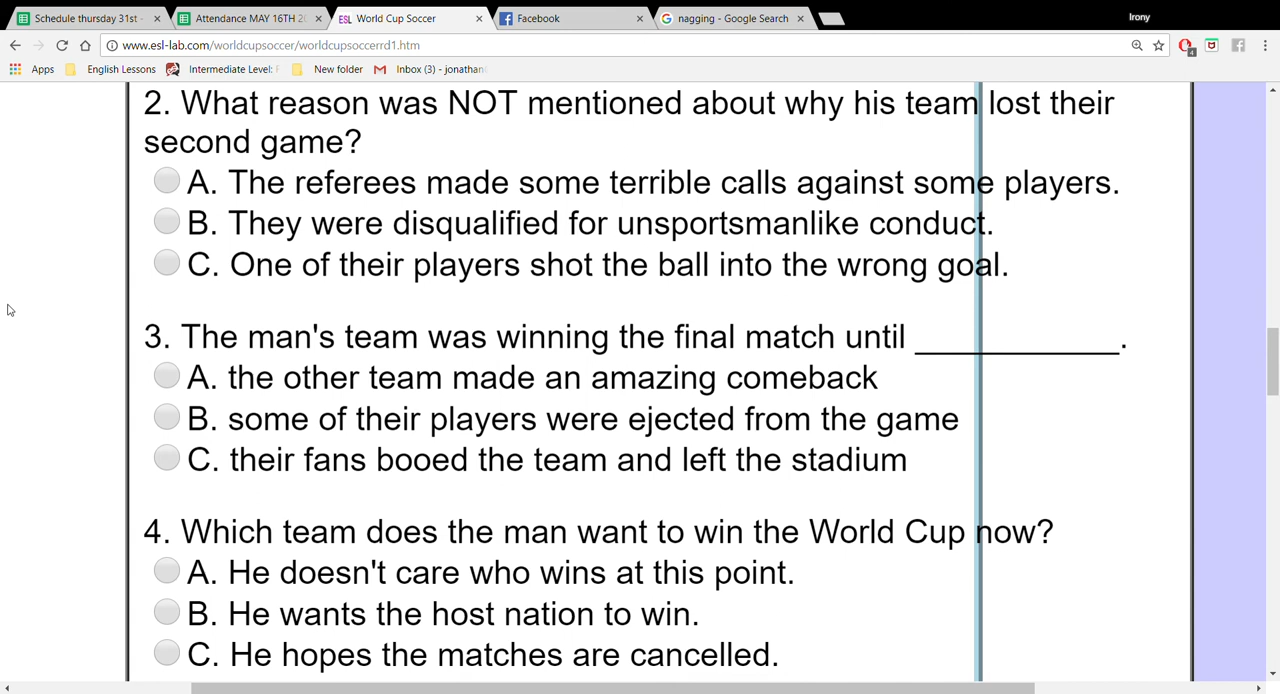 Schedule thursday 31st -
Attendance MAY 16TH 20
ESL World Cup Soccer
Facebook
nagging - Google Search
Irony
www.esl-lab.com/worldcupsoccer/worldcupsoccerrd1.htm
4
Apps
English Lessons
Intermediate Level: F
New folder
Inbox (3) - jonathan
2. What reason was NOT mentioned about why his team lost their
second game?
A. The referees made some terrible calls against some players.
B. They were disqualified for unsportsmanlike conduct.
C. One of their players shot the ball into the wrong goal.
3. The man's team was winning the final match until ___________.
A. the other team made an amazing comeback
B. some of their players were ejected from the game
C. their fans booed the team and left the stadium
4. Which team does the man want to win the World Cup now?
A. He doesn't care who wins at this point.
B. He wants the host nation to win.
C. He hopes the matches are cancelled.